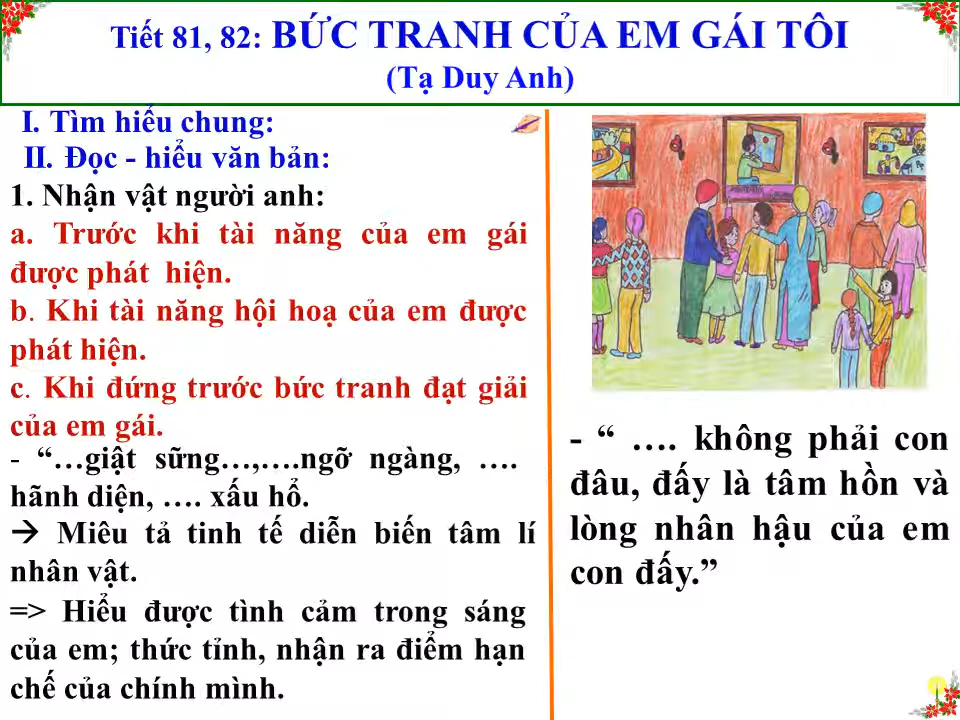 Tiết 81, 82: BỨC TRANH CỦA EM GÁI TÔI
(Tạ Duy Anh)
I. Tìm hiểu chung:
II. Đọc - hiểu văn bản:
1. Nhận vật người anh:
a. Trước khi tài năng của em gái
được phát hiện.
b. Khi tài năng hội hoạ của em được
phát hiện.
c. Khi đứng trước bức tranh đạt giải
của em gái.
- “…giật sững…,….ngỡ ngàng, ….
hãnh diện, …. xấu hổ.
→ Miêu tả tinh tế diễn biến tâm lí
nhân vật.
=> Hiểu được tình cảm trong sáng
của em; thức tỉnh, nhận ra điểm hạn
chế của chính mình.
- “ …. không phải con
đâu, đấy là tâm hồn và
lòng nhân hậu của em
con đấy.”